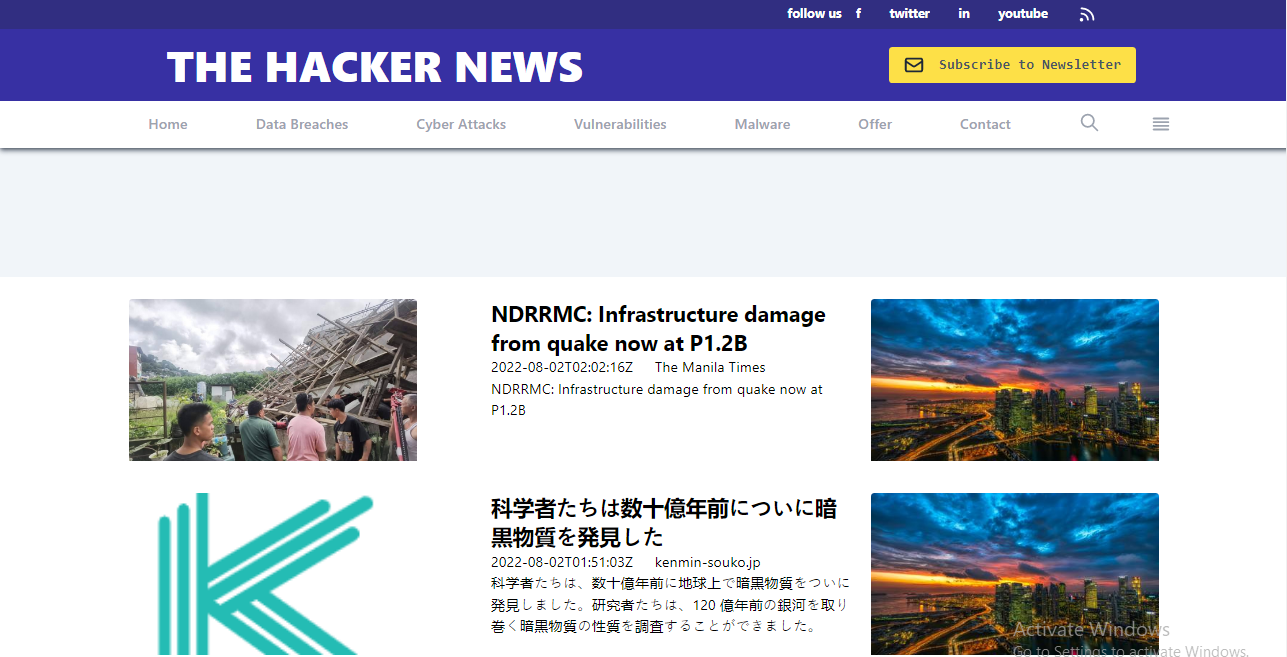 follow us f twitter in youtube
THE HACKER NEWS
Subscribe to Newsletter
Home Data Breaches Cyber Attacks Vulnerabilities Malware Offer Contact
NDRRMC: Infrastructure damage
from quake now at P1.2B
2022-08-02T02:02:16Z The Manila Times
NDRRMC: Infrastructure damage from quake now at
P1.2B
科学者たちは数十億年前についに暗
黒物質を発見した
2022-08-02T01:51:03Z kenmin-souko.jp
科学者たちは、数十億年前に地球上で暗黒物質をついに
発見しました。研究者たちは、120 億年前の銀河を取り
巻く暗黒物質の性質を調査することができました。
Activate Windows
Go to Settings to activate Windows.